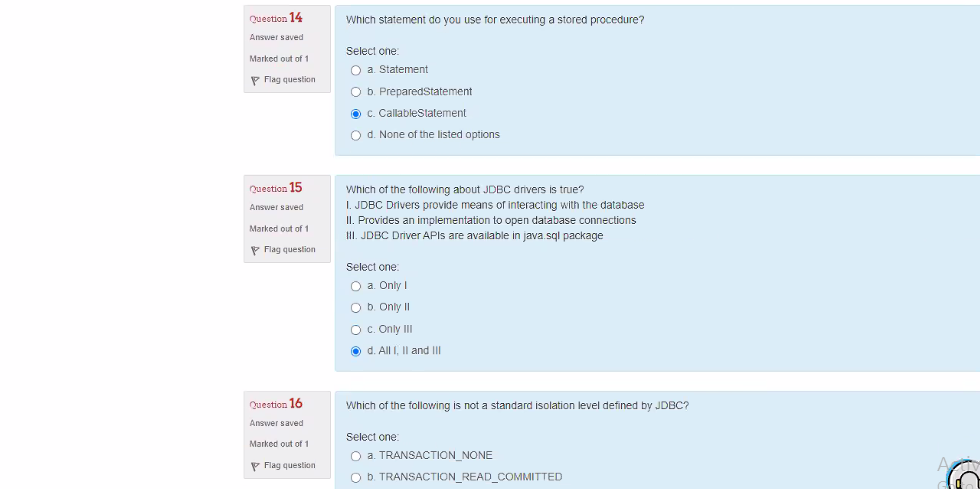 Question 14
Answer saved
Marked out of 1
Flag question
Which statement do you use for executing a stored procedure?
Select one:
a. Statement
b. PreparedStatement
c. CallableStatement
d. None of the listed options
Question 15
Answer saved
Marked out of 1
Flag question
Which of the following about JDBC drivers is true?
I. JDBC Drivers provide means of interacting with the database
II. Provides an implementation to open database connections
III. JDBC Driver APIs are available in java.sql package
Select one:
a. Only I
b. Only II
c. Only III
d. All I, II and III
Question 16
Answer saved
Marked out of 1
Flag question
Which of the following is not a standard isolation level defined by JDBC?
Select one:
a. TRANSACTION_NONE
b. TRANSACTION_READ_COMMITTED